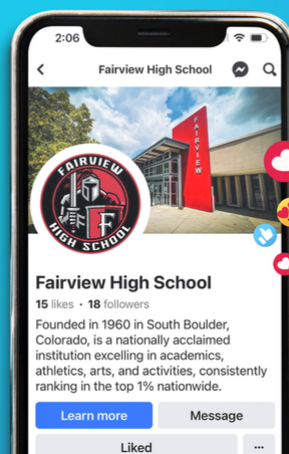 2:06
Fairview High School
FAIRVIEW
FAIRVIEW
F
HIGH SCHOOL
Fairview High School
15 likes · 18 followers
Founded in 1960 in South Boulder,
Colorado, is a nationally acclaimed
institution excelling in academics,
athletics, arts, and activities, consistently
ranking in the top 1% nationwide.
Learn more
Message
Liked
...